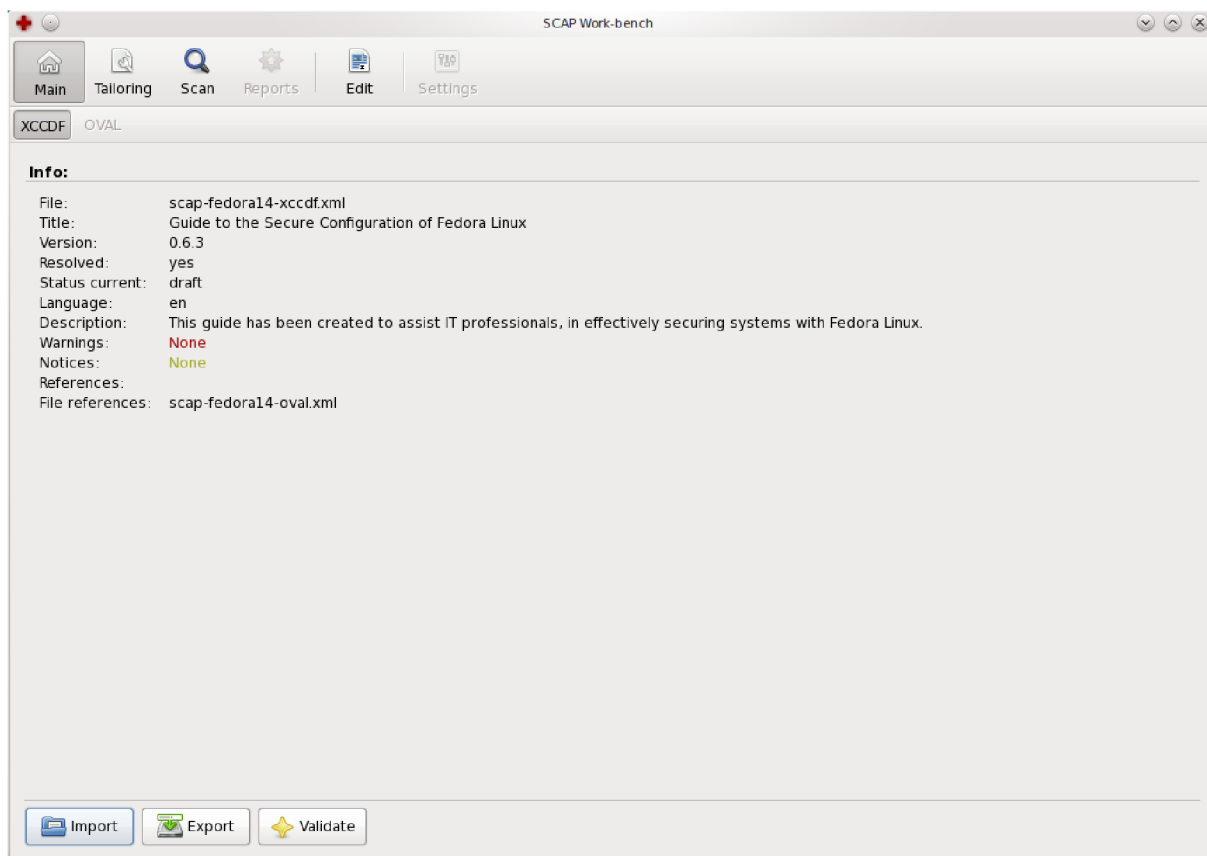 SCAP Work-bench
Main Tailoring Scan Reports Edit Settings
XCCDF OVAL
Info:
File: scap-fedora14-xccdf.xml
Title: Guide to the Secure Configuration of Fedora Linux
Version: 0.6.3
Resolved: yes
Status current: draft
Language: en
Description: This guide has been created to assist IT professionals, in effectively securing systems with Fedora Linux.
Warnings: None
Notices: None
References:
File references: scap-fedora14-oval.xml
Import Export Validate